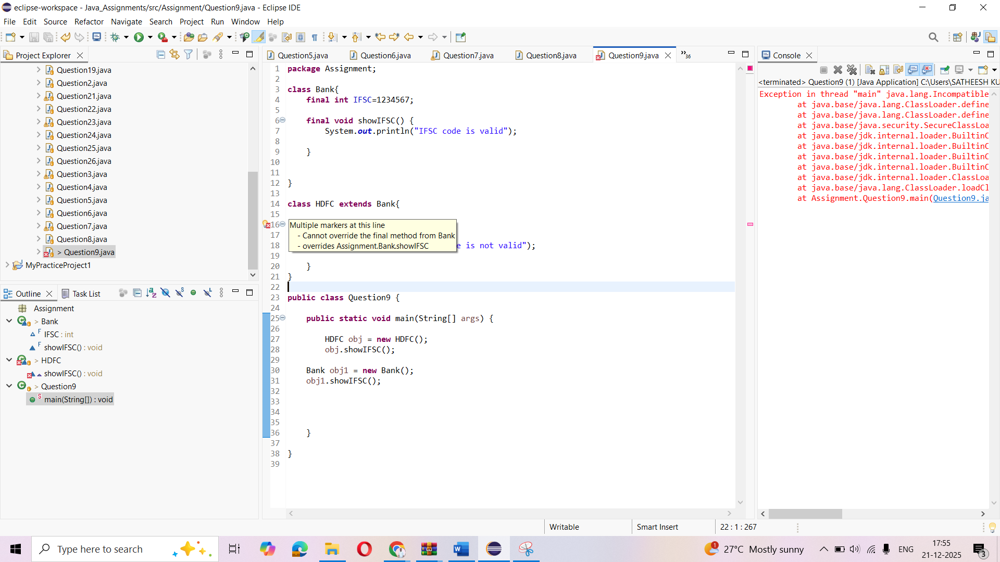 eclipse-workspace - Java_Assignments/src/Assignment/Question9.java - Eclipse IDE
File Edit Source Refactor Navigate Search Project Run Window Help
Project Explorer
Question19.java
Question2.java
Question21.java
Question22.java
Question23.java
Question24.java
Question25.java
Question26.java
Question3.java
Question4.java
Question5.java
Question6.java
Question7.java
Question8.java
> Question9.java
MyPracticeProject1
Outline Task List
Assignment
> Bank
IFSC : int
showIFSC() : void
> HDFC
showIFSC() : void
> Question9
main(String[]) : void
Question5.java Question6.java Question7.java Question8.java Question9.java »36
1 package Assignment;
2
3 class Bank{
4 final int IFSC=1234567;
5
6 final void showIFSC() {
7 System.out.println("IFSC code is valid");
8
9 }
10
11
12 }
13
14 class HDFC extends Bank{
15
16
Multiple markers at this line
17
- Cannot override the final method from Bank
18 e is not valid");
- overrides Assignment.Bank.showIFSC
19
20 }
21 }
22
23 public class Question9 {
24
25 public static void main(String[] args) {
26
27 HDFC obj = new HDFC();
28 obj.showIFSC();
29
30 Bank obj1 = new Bank();
31 obj1.showIFSC();
32
33
34
35
36 }
37
38 }
39
Console
<terminated> Question9 (1) [Java Application] C:\Users\SATHEESH KU
Exception in thread "main" java.lang.Incompatible
at java.base/java.lang.ClassLoader.define
at java.base/java.lang.ClassLoader.define
at java.base/java.security.SecureClassLoa
at java.base/jdk.internal.loader.BuiltinC
at java.base/jdk.internal.loader.BuiltinC
at java.base/jdk.internal.loader.BuiltinC
at java.base/jdk.internal.loader.BuiltinC
at java.base/jdk.internal.loader.ClassLoa
at java.base/java.lang.ClassLoader.loadCl
at Assignment.Question9.main(Question9.ja
Writable Smart Insert 22 : 1 : 267
Type here to search
1 27°C Mostly sunny ENG 17:55
21-12-2025 3